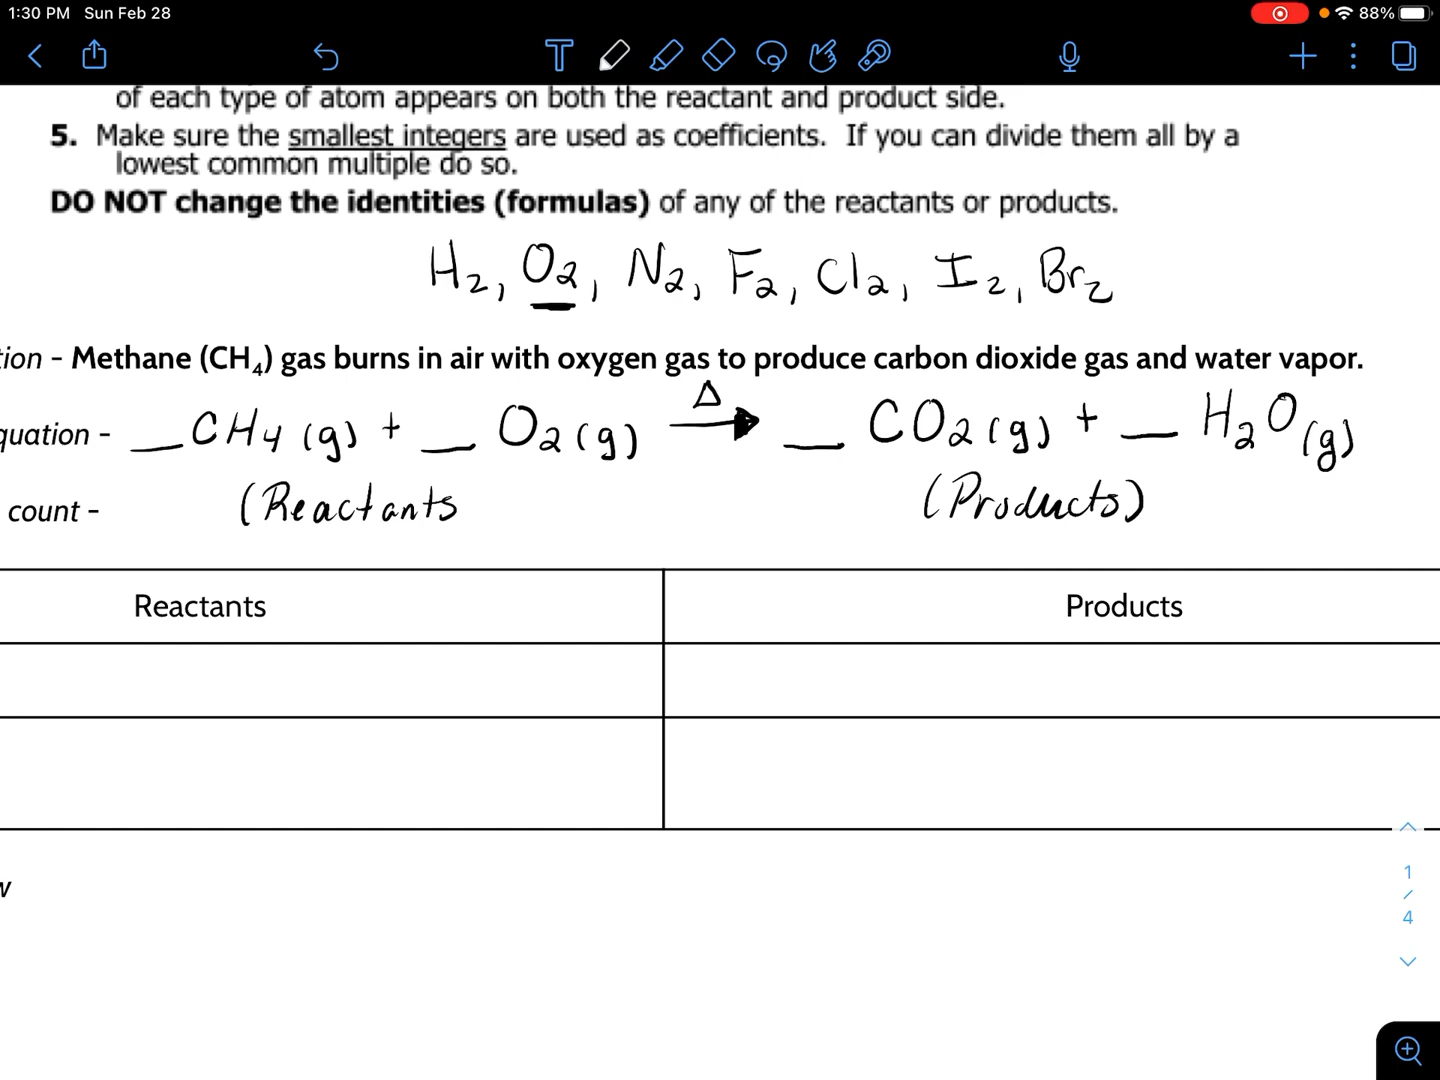 1:30 PM Sun Feb 28 88%
of each type of atom appears on both the reactant and product side.
5. Make sure the smallest integers are used as coefficients. If you can divide them all by a
lowest common multiple do so.
DO NOT change the identities (formulas) of any of the reactants or products.
H₂, O₂, N₂, F₂, Cl₂, I₂, Br₂
tion - Methane (CH₄) gas burns in air with oxygen gas to produce carbon dioxide gas and water vapor.
quation - __CH₄ (g) + __ O₂ (g) Δ→ __ CO₂ (g) + __ H₂O (g)
count - (Reactants (Products)
Reactants Products
w
1
/
4